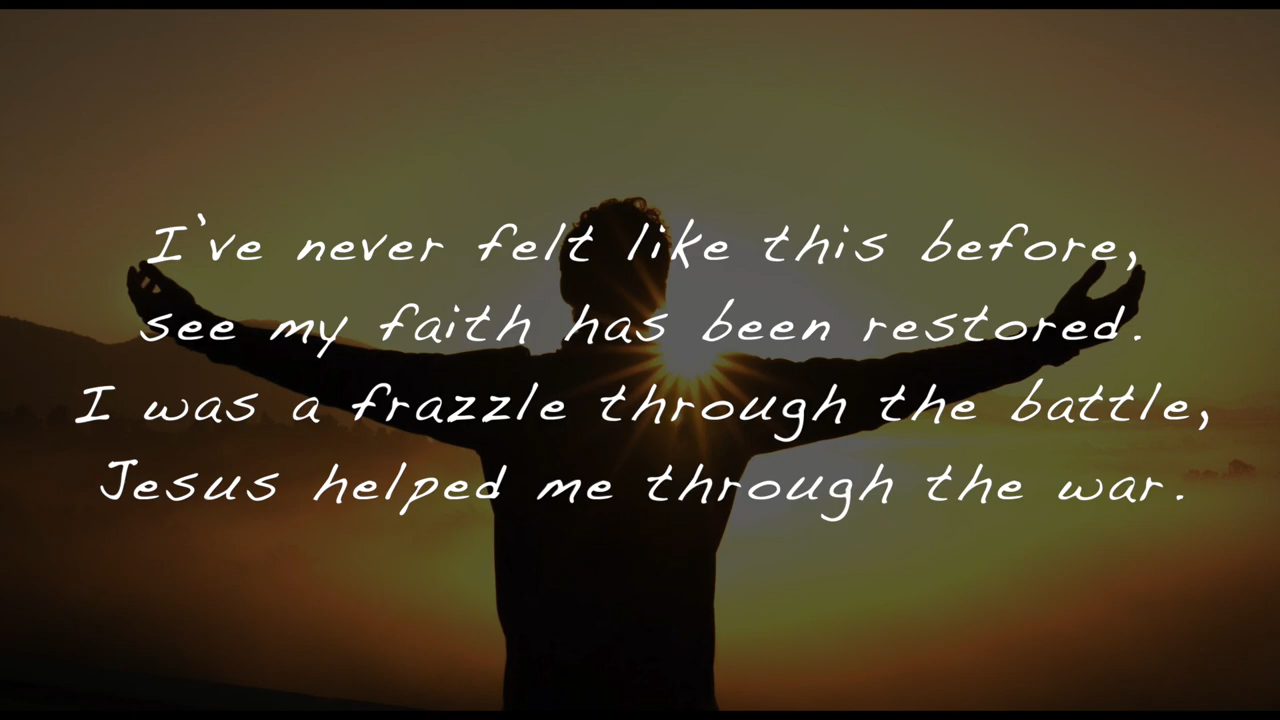 I've never felt like this before,
see my faith has been restored.
I was a frazzle through the battle,
Jesus helped me through the war.